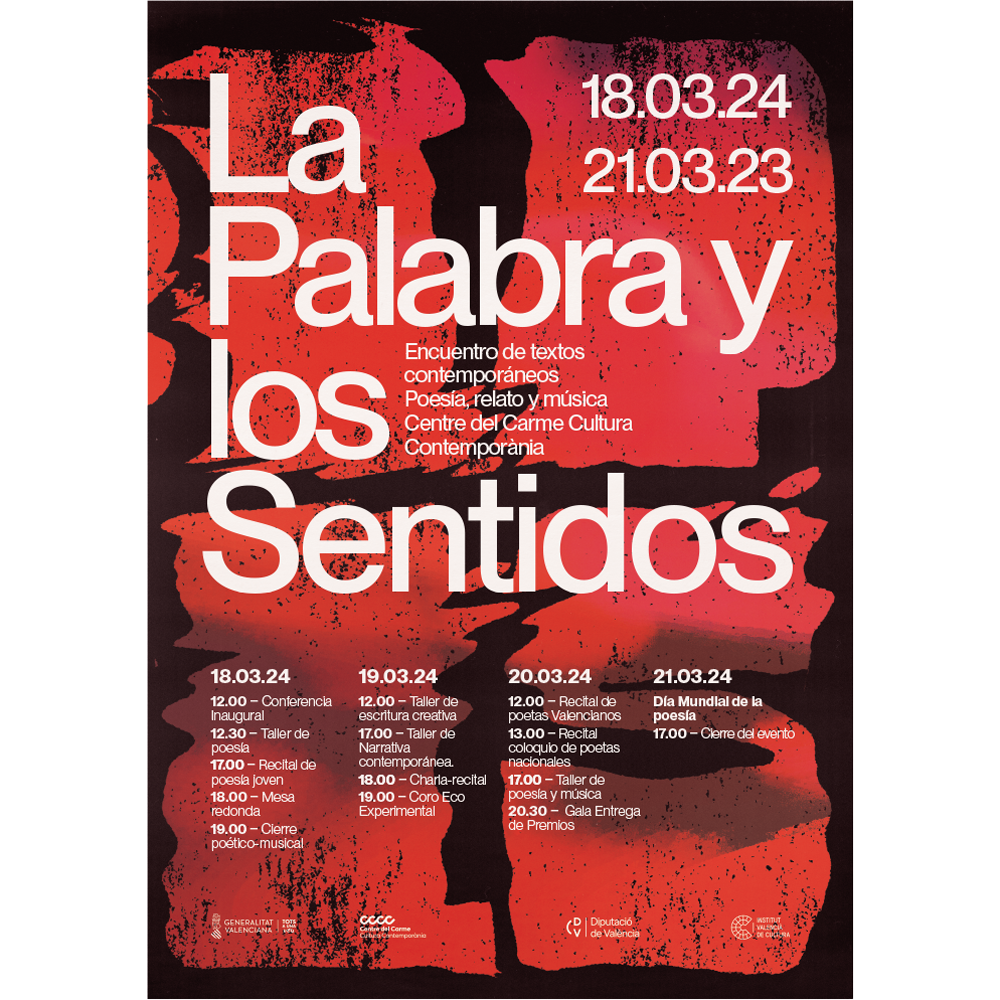 La
Palabra y
los
Sentidos
18.03.24
21.03.23
Encuentro de textos
contemporáneos
Poesía, relato y música
Centre del Carme Cultura
Contemporània
18.03.24
12.00 – Conferencia
Inaugural
12.30 – Taller de
poesía
17.00 – Recital de
poesía joven
18.00 – Mesa
redonda
19.00 – Cierre
poético-musical
19.03.24
12.00 – Taller de
escritura creativa
17.00 – Taller de
Narrativa
contemporánea.
18.00 – Charla-recital
19.00 – Coro Eco
Experimental
20.03.24
12.00 – Recital de
poetas Valencianos
13.00 – Recital
coloquio de poetas
nacionales
17.00 – Taller de
poesía y música
20.30 – Gala Entrega
de Premios
21.03.24
Día Mundial de la
poesía
17.00 – Cierre del evento
GENERALITAT
VALENCIANA
TOTS
A UNA
CCCC
Centre del Carme
Cultura Contemporània
DV
Diputació
de València
INSTITUT
VALENCIÀ
DE CULTURA